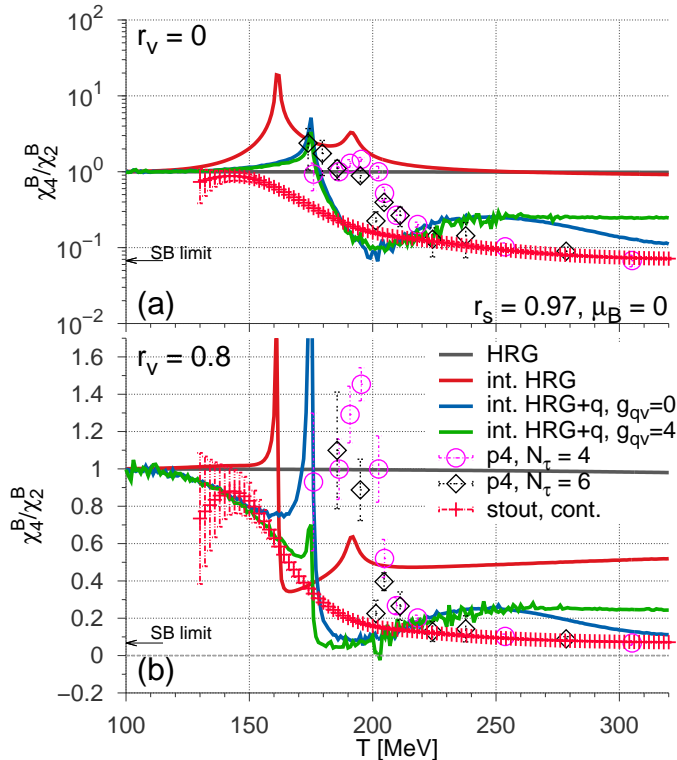 r_v = 0
10^2
10^1
10^0
10^−1
10^−2
χ_4^B/χ_2^B
SB limit
(a)
r_s = 0.97, μ_B = 0
r_v = 0.8
1.6
1.4
1.2
1
0.8
0.6
0.4
0.2
0
−0.2
χ_4^B/χ_2^B
HRG
int. HRG
int. HRG+q, g_qv=0
int. HRG+q, g_qv=4
p4, N_τ = 4
p4, N_τ = 6
stout, cont.
SB limit
(b)
100 150 200 250 300
T [MeV]